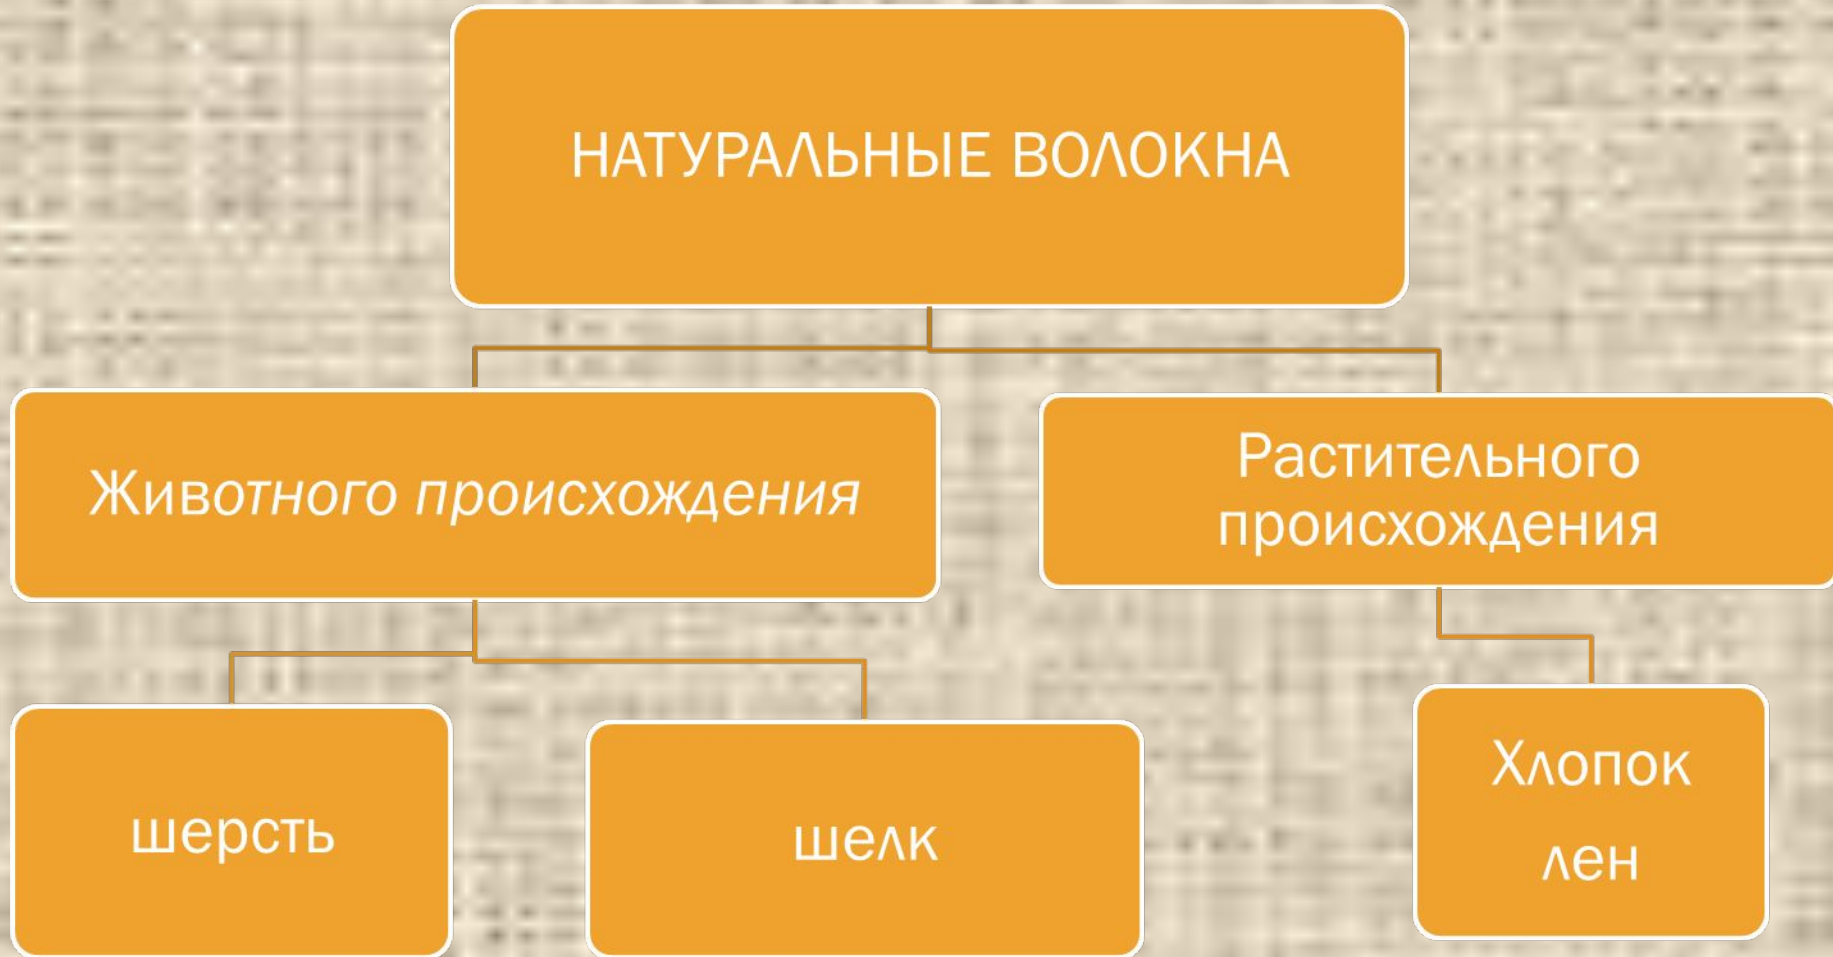 НАТУРАЛЬНЫЕ ВОЛОКНА
Животного происхождения
Растительного
происхождения
шерсть
шелк
Хлопок
лен